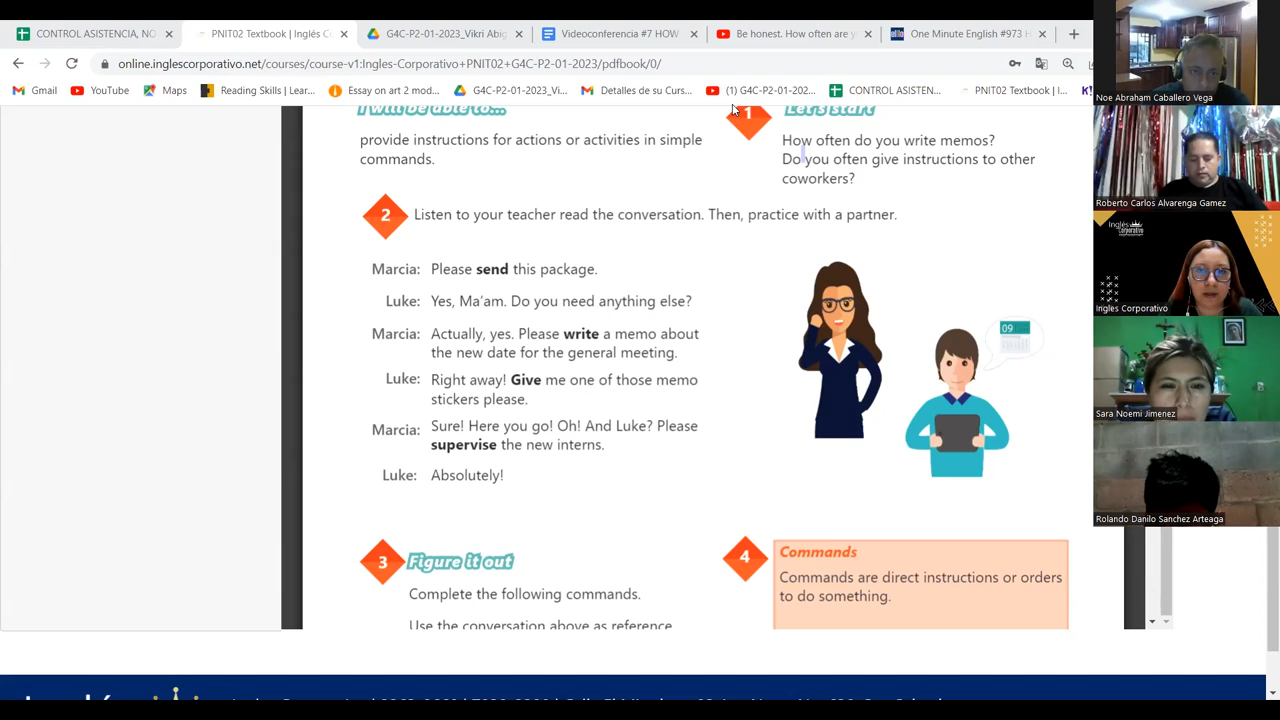 CONTROL ASISTENCIA, NO
PNIT02 Textbook | Inglés C
G4C-P2-01-2023_Vikri Abig
Videoconferencia #7 HOW
Be honest. How often are y
One Minute English #973 H
online.inglescorporativo.net/courses/course-v1:Ingles-Corporativo+PNIT02+G4C-P2-01-2023/pdfbook/0/
Gmail
YouTube
Maps
Reading Skills | Lear...
Essay on art 2 mod...
G4C-P2-01-2023_Vi...
Detalles de su Curs...
(1) G4C-P2-01-202...
CONTROL ASISTEN...
PNIT02 Textbook | I...
I will be able to...
provide instructions for actions or activities in simple
commands.
1
Let's start
How often do you write memos?
Do you often give instructions to other
coworkers?
2
Listen to your teacher read the conversation. Then, practice with a partner.
Marcia: Please send this package.
Luke: Yes, Ma'am. Do you need anything else?
Marcia: Actually, yes. Please write a memo about
the new date for the general meeting.
Luke: Right away! Give me one of those memo
stickers please.
Marcia: Sure! Here you go! Oh! And Luke? Please
supervise the new interns.
Luke: Absolutely!
09
3
Figure it out
Complete the following commands.
Use the conversation above as reference
4
Commands
Commands are direct instructions or orders
to do something.
Noe Abraham Caballero Vega
Roberto Carlos Alvarenga Gamez
Inglés
Corporativo
Ingles Corporativo
Sara Noemi Jimenez
Rolando Danilo Sanchez Arteaga